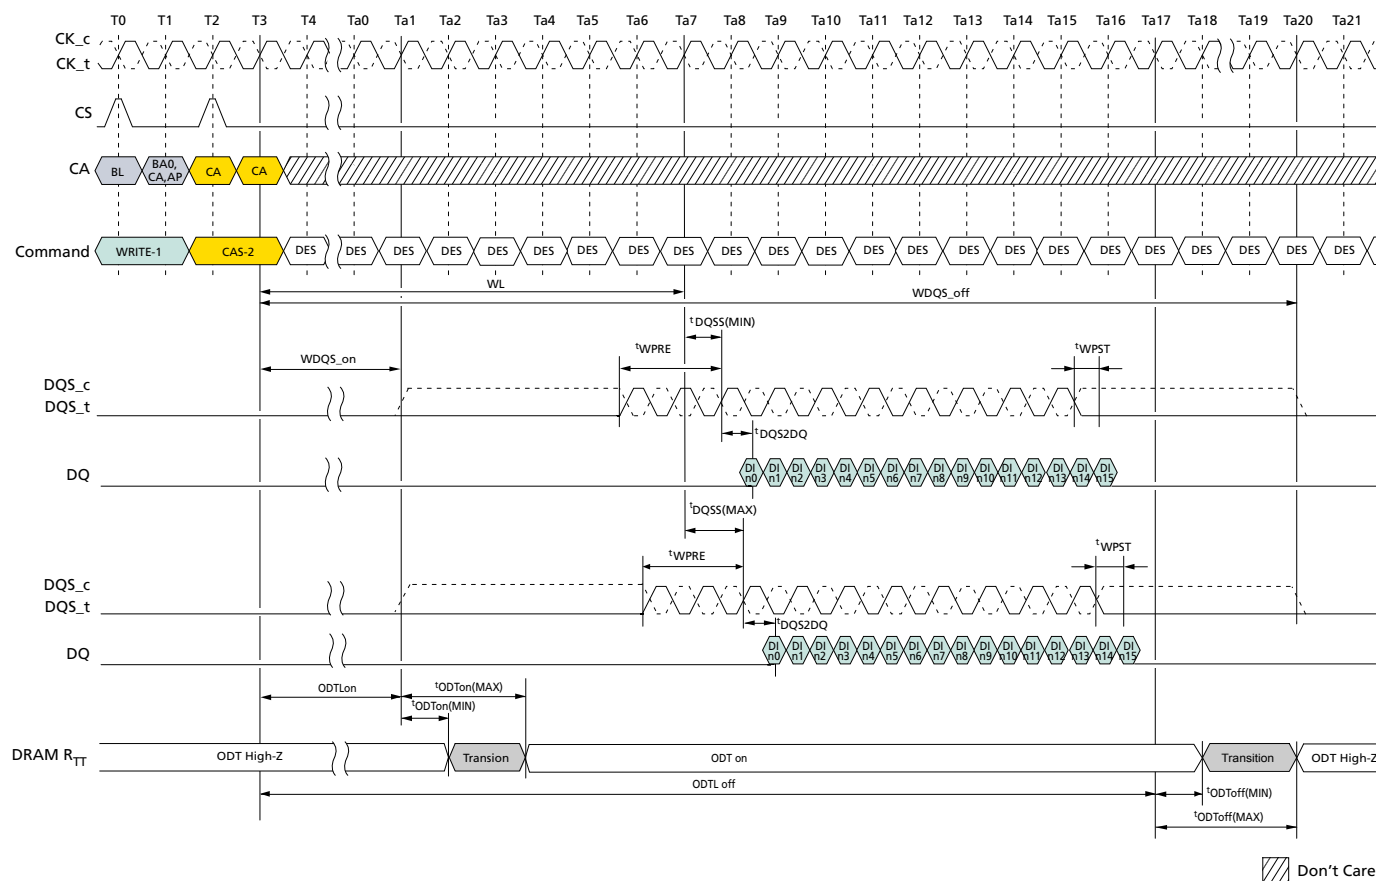 T0 T1 T2 T3 T4 Ta0 Ta1 Ta2 Ta3 Ta4 Ta5 Ta6 Ta7 Ta8 Ta9 Ta10 Ta11 Ta12 Ta13 Ta14 Ta15 Ta16 Ta17 Ta18 Ta19 Ta20 Ta21
CK_c
CK_t
CS
CA BL BA0, CA,AP CA CA
Command WRITE-1 CAS-2 DES DES DES DES DES DES DES DES DES DES DES DES DES DES DES DES DES DES DES DES DES DES DES
WL
WDQS_off
tDQSS(MIN)
WDQS_on tWPRE tWPST
DQS_c
DQS_t
tDQS2DQ
DQ DI n0 DI n1 DI n2 DI n3 DI n4 DI n5 DI n6 DI n7 DI n8 DI n9 DI n10 DI n11 DI n12 DI n13 DI n14 DI n15
tDQSS(MAX)
tWPRE tWPST
DQS_c
DQS_t
tDQS2DQ
DQ DI n0 DI n1 DI n2 DI n3 DI n4 DI n5 DI n6 DI n7 DI n8 DI n9 DI n10 DI n11 DI n12 DI n13 DI n14 DI n15
ODTLon tODTon(MAX)
tODTon(MIN)
DRAM RTT ODT High-Z Transion ODT on Transition ODT High-Z
ODTL off tODToff(MIN)
tODToff(MAX)
Don't Care